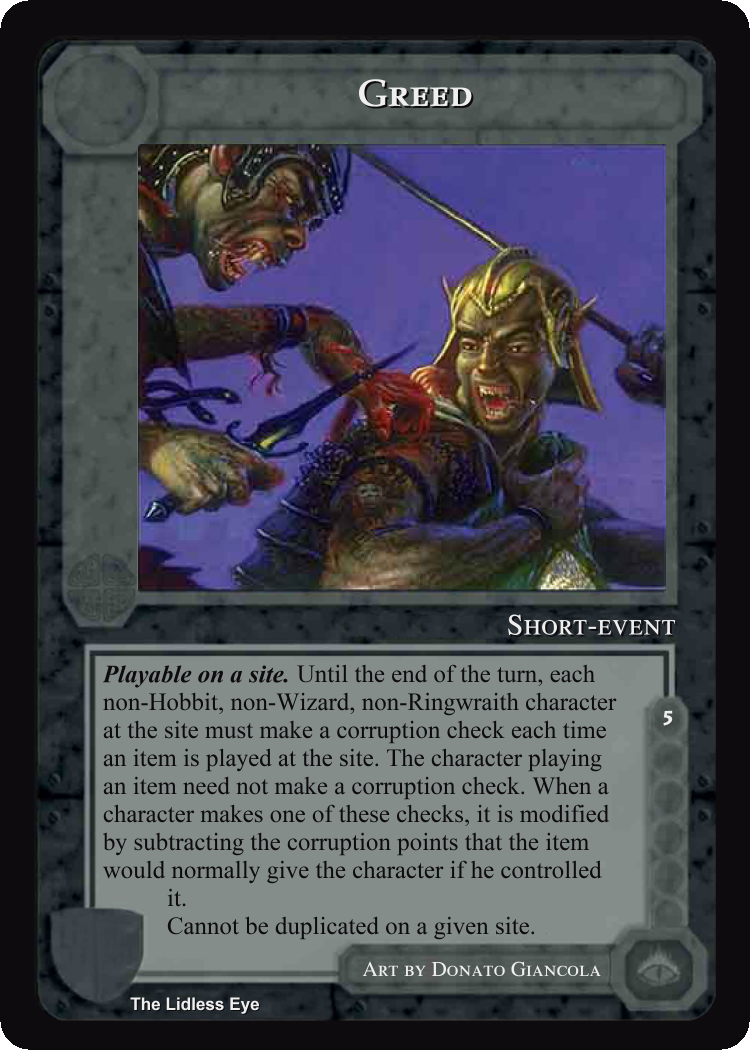 Greed
Short-event
Playable on a site. Until the end of the turn, each
non-Hobbit, non-Wizard, non-Ringwraith character
at the site must make a corruption check each time
an item is played at the site. The character playing
an item need not make a corruption check. When a
character makes one of these checks, it is modified
by subtracting the corruption points that the item
would normally give the character if he controlled
it.
Cannot be duplicated on a given site.
5
Art by Donato Giancola
The Lidless Eye